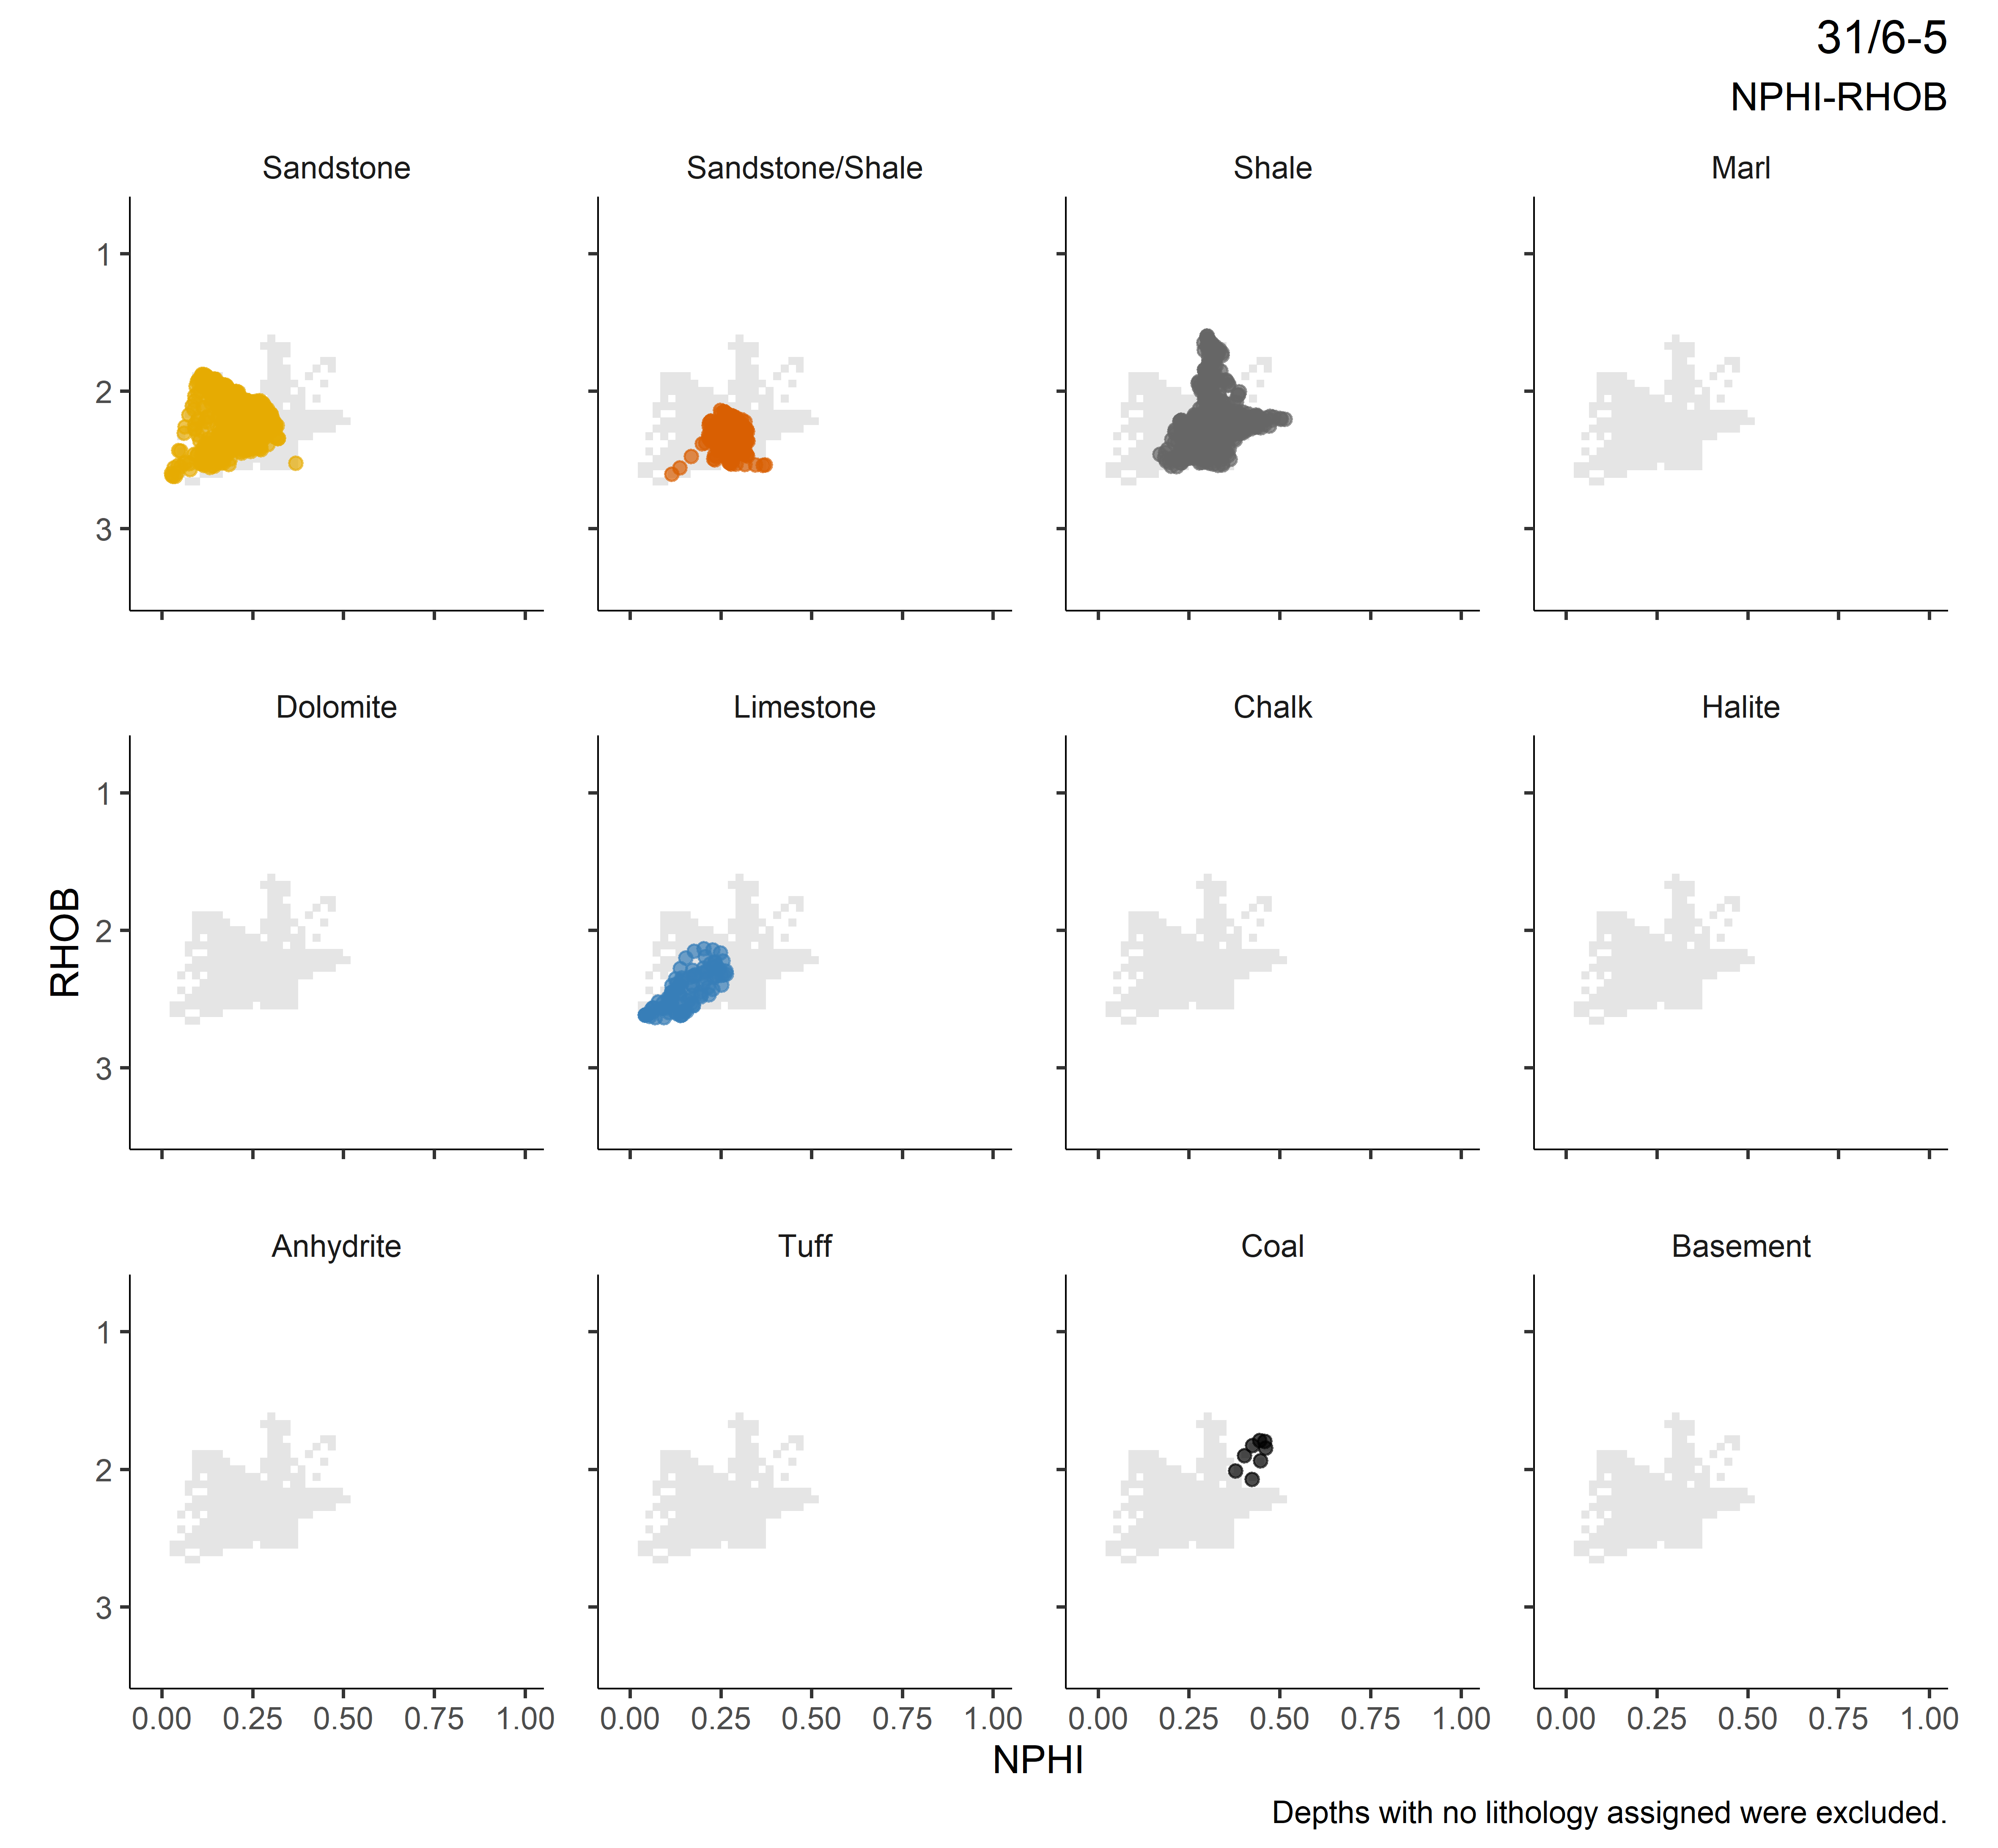 31/6-5
NPHI-RHOB
Sandstone
Sandstone/Shale
Shale
Marl
1
2
3
Dolomite
Limestone
Chalk
Halite
RHOB
1
2
3
Anhydrite
Tuff
Coal
Basement
1
2
3
0.00 0.25 0.50 0.75 1.00
0.00 0.25 0.50 0.75 1.00
0.00 0.25 0.50 0.75 1.00
0.00 0.25 0.50 0.75 1.00
NPHI
Depths with no lithology assigned were excluded.